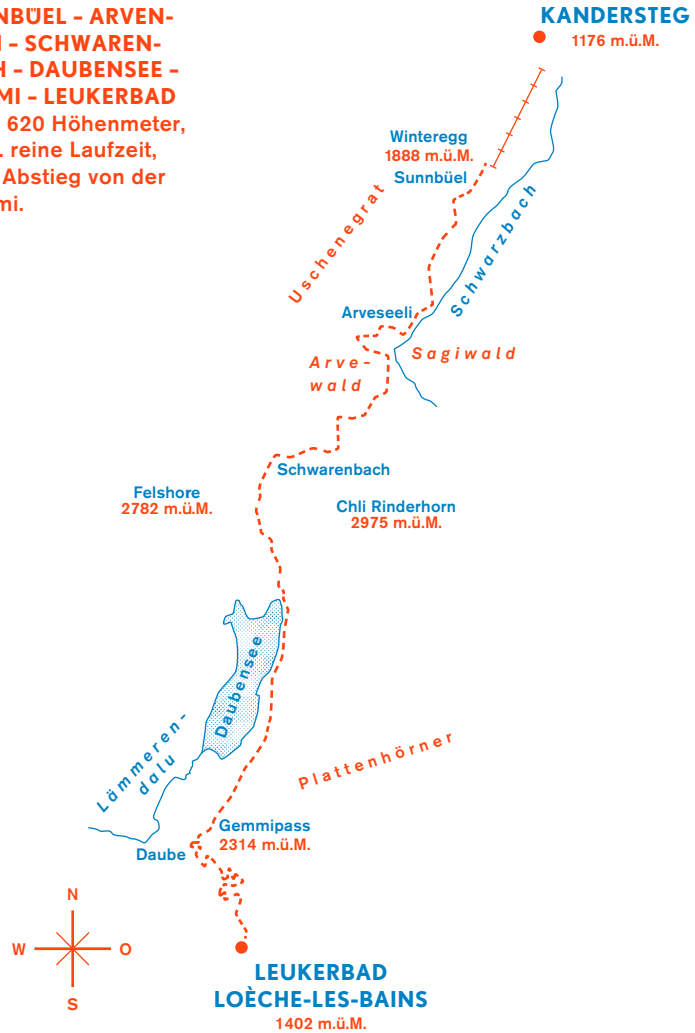 NBÜEL – ARVEN-
– SCHWAREN-
H – DAUBENSEE –
MI – LEUKERBAD
620 Höhenmeter,
. reine Laufzeit,
Abstieg von der
mi.
KANDERSTEG
1176 m.ü.M.
Winteregg
1888 m.ü.M.
Sunnbüel
Uschenegrat
Schwarzbach
Arveseeli
Sagiwald
Arve-
wald
Schwarenbach
Felshore
2782 m.ü.M.
Chli Rinderhorn
2975 m.ü.M.
Daubensee
Lämmeren-
dalu
Plattenhörner
Gemmipass
2314 m.ü.M.
Daube
N
W O
S
LEUKERBAD
LOÈCHE-LES-BAINS
1402 m.ü.M.